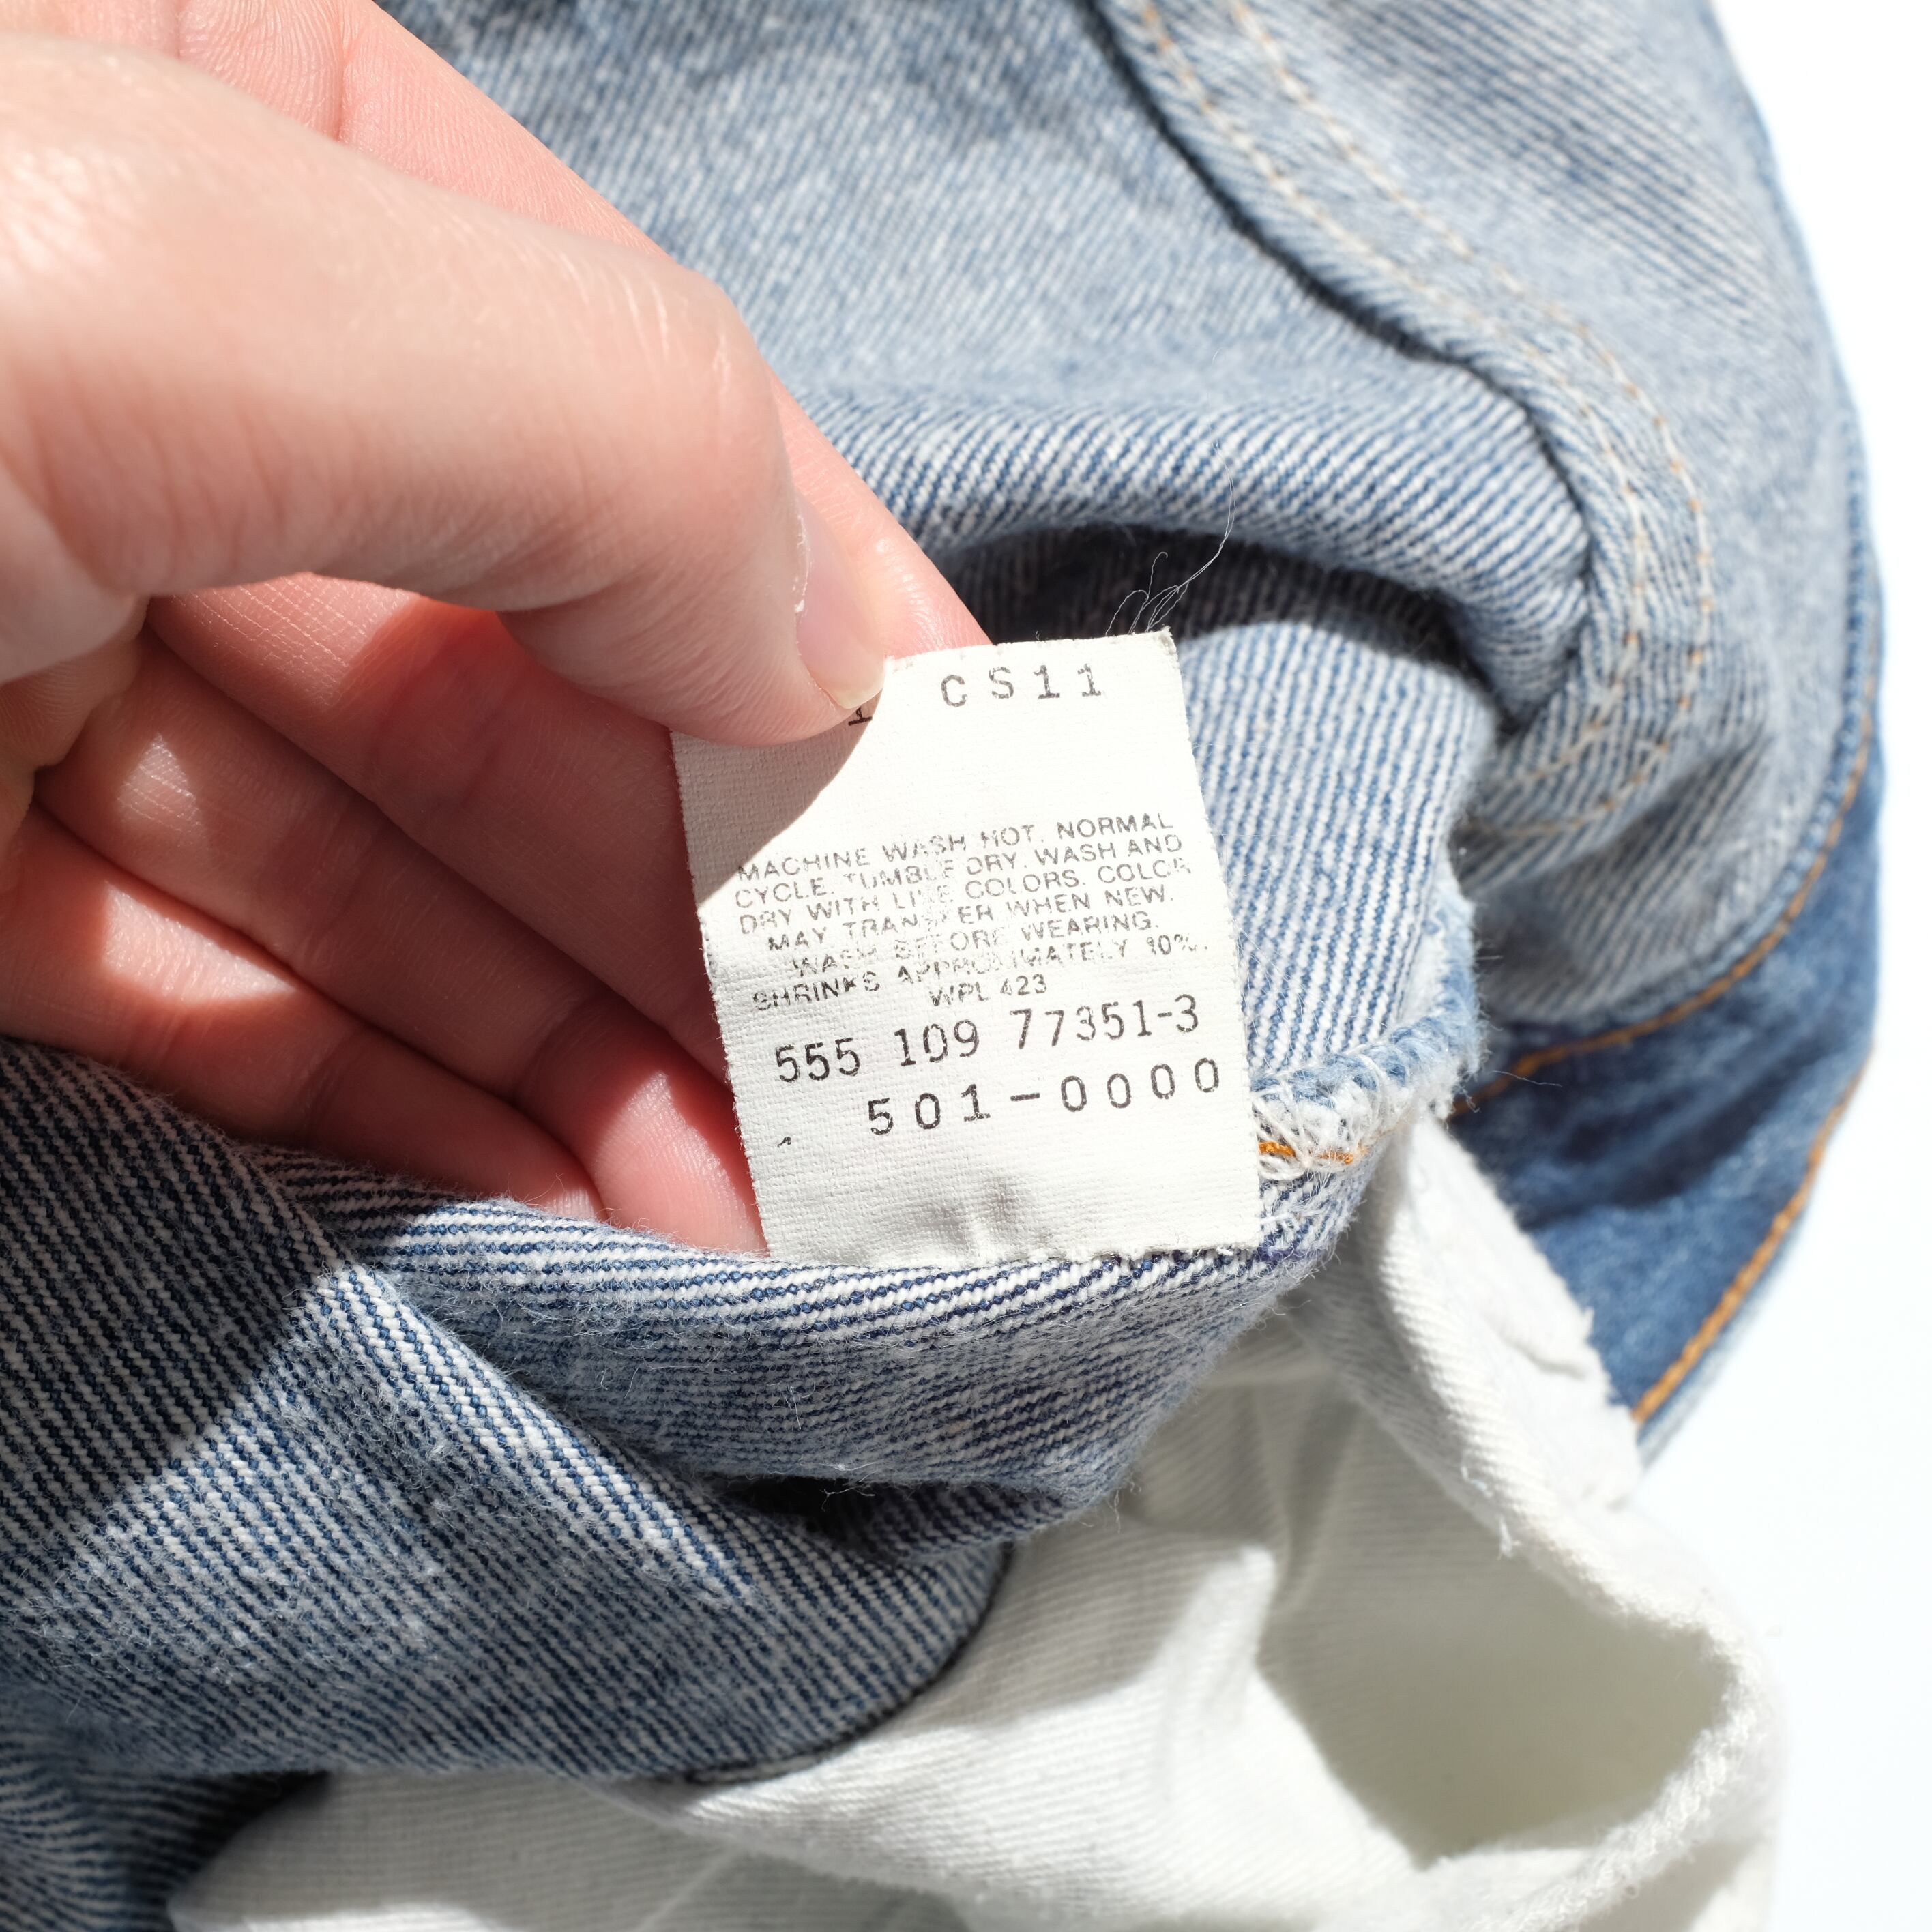 CS11
MACHINE WASH HOT. NORMAL
CYCLE. TUMBLE DRY. WASH AND
DRY WITH LIKE COLORS. COLOR
MAY TRANSFER WHEN NEW.
WASH BEFORE WEARING.
SHRINKS APPROXIMATELY 10%.
WPL 423
555 109 77351-3
501-0000